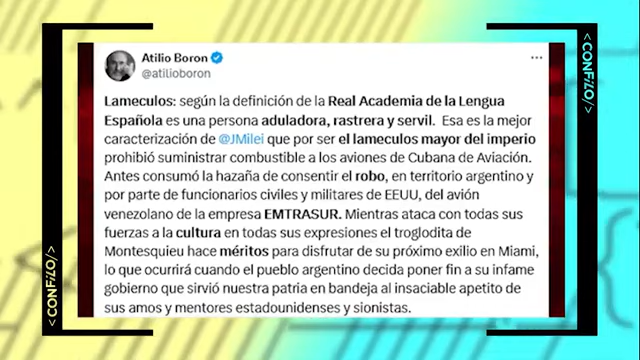 <CONFILO/>
Atilio Boron
@atilioboron
Lameculos: según la definición de la Real Academia de la Lengua
Española es una persona aduladora, rastrera y servil. Esa es la mejor
caracterización de @JMilei que por ser el lameculos mayor del imperio
prohibió suministrar combustible a los aviones de Cubana de Aviación.
Antes consumó la hazaña de consentir el robo, en territorio argentino y
por parte de funcionarios civiles y militares de EEUU, del avión
venezolano de la empresa EMTRASUR. Mientras ataca con todas sus
fuerzas a la cultura en todas sus expresiones el troglodita de
Montesquieu hace méritos para disfrutar de su próximo exilio en Miami,
lo que ocurrirá cuando el pueblo argentino decida poner fin a su infame
gobierno que sirvió nuestra patria en bandeja al insaciable apetito de
sus amos y mentores estadounidenses y sionistas.
<CONFILO/>